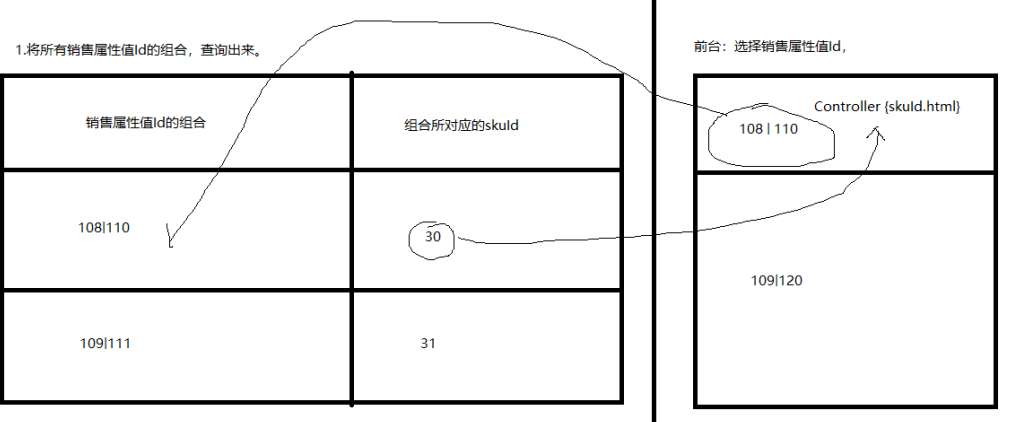 1.将所有销售属性值Id的组合，查询出来。
销售属性值Id的组合
组合所对应的skuId
108|110
30
109|111
31
前台：选择销售属性值Id，
Controller {skuId.html}
108 | 110
109|120